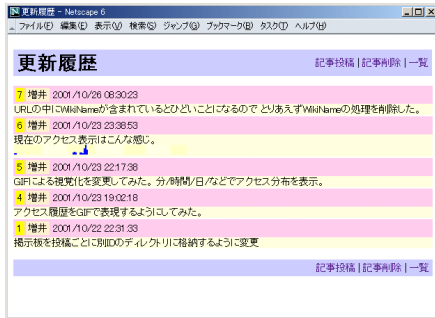 更新履歴 - Netscape 6
ファイル(F) 編集(E) 表示(V) 検索(S) ジャンプ(G) ブックマーク(B) タスク(T) ヘルプ(H)
更新履歴
記事投稿 | 記事削除 | 一覧
7 増井 2001/10/26 08:30:23
URLの中にWikiNameが含まれているとひどいことになるので とりあえずWikiNameの処理を削除した。
6 増井 2001/10/23 23:38:53
現在のアクセス表示はこんな感じ。
5 増井 2001/10/23 22:17:38
GIFによる視覚化を変更してみた。分/時間/日/などでアクセス分布を表示。
4 増井 2001/10/23 19:02:18
アクセス履歴をGIFで表現するようにしてみた。
1 増井 2001/10/22 22:31:33
掲示板を投稿ごとに別IDのディレクトリに格納するように変更
記事投稿 | 記事削除 | 一覧